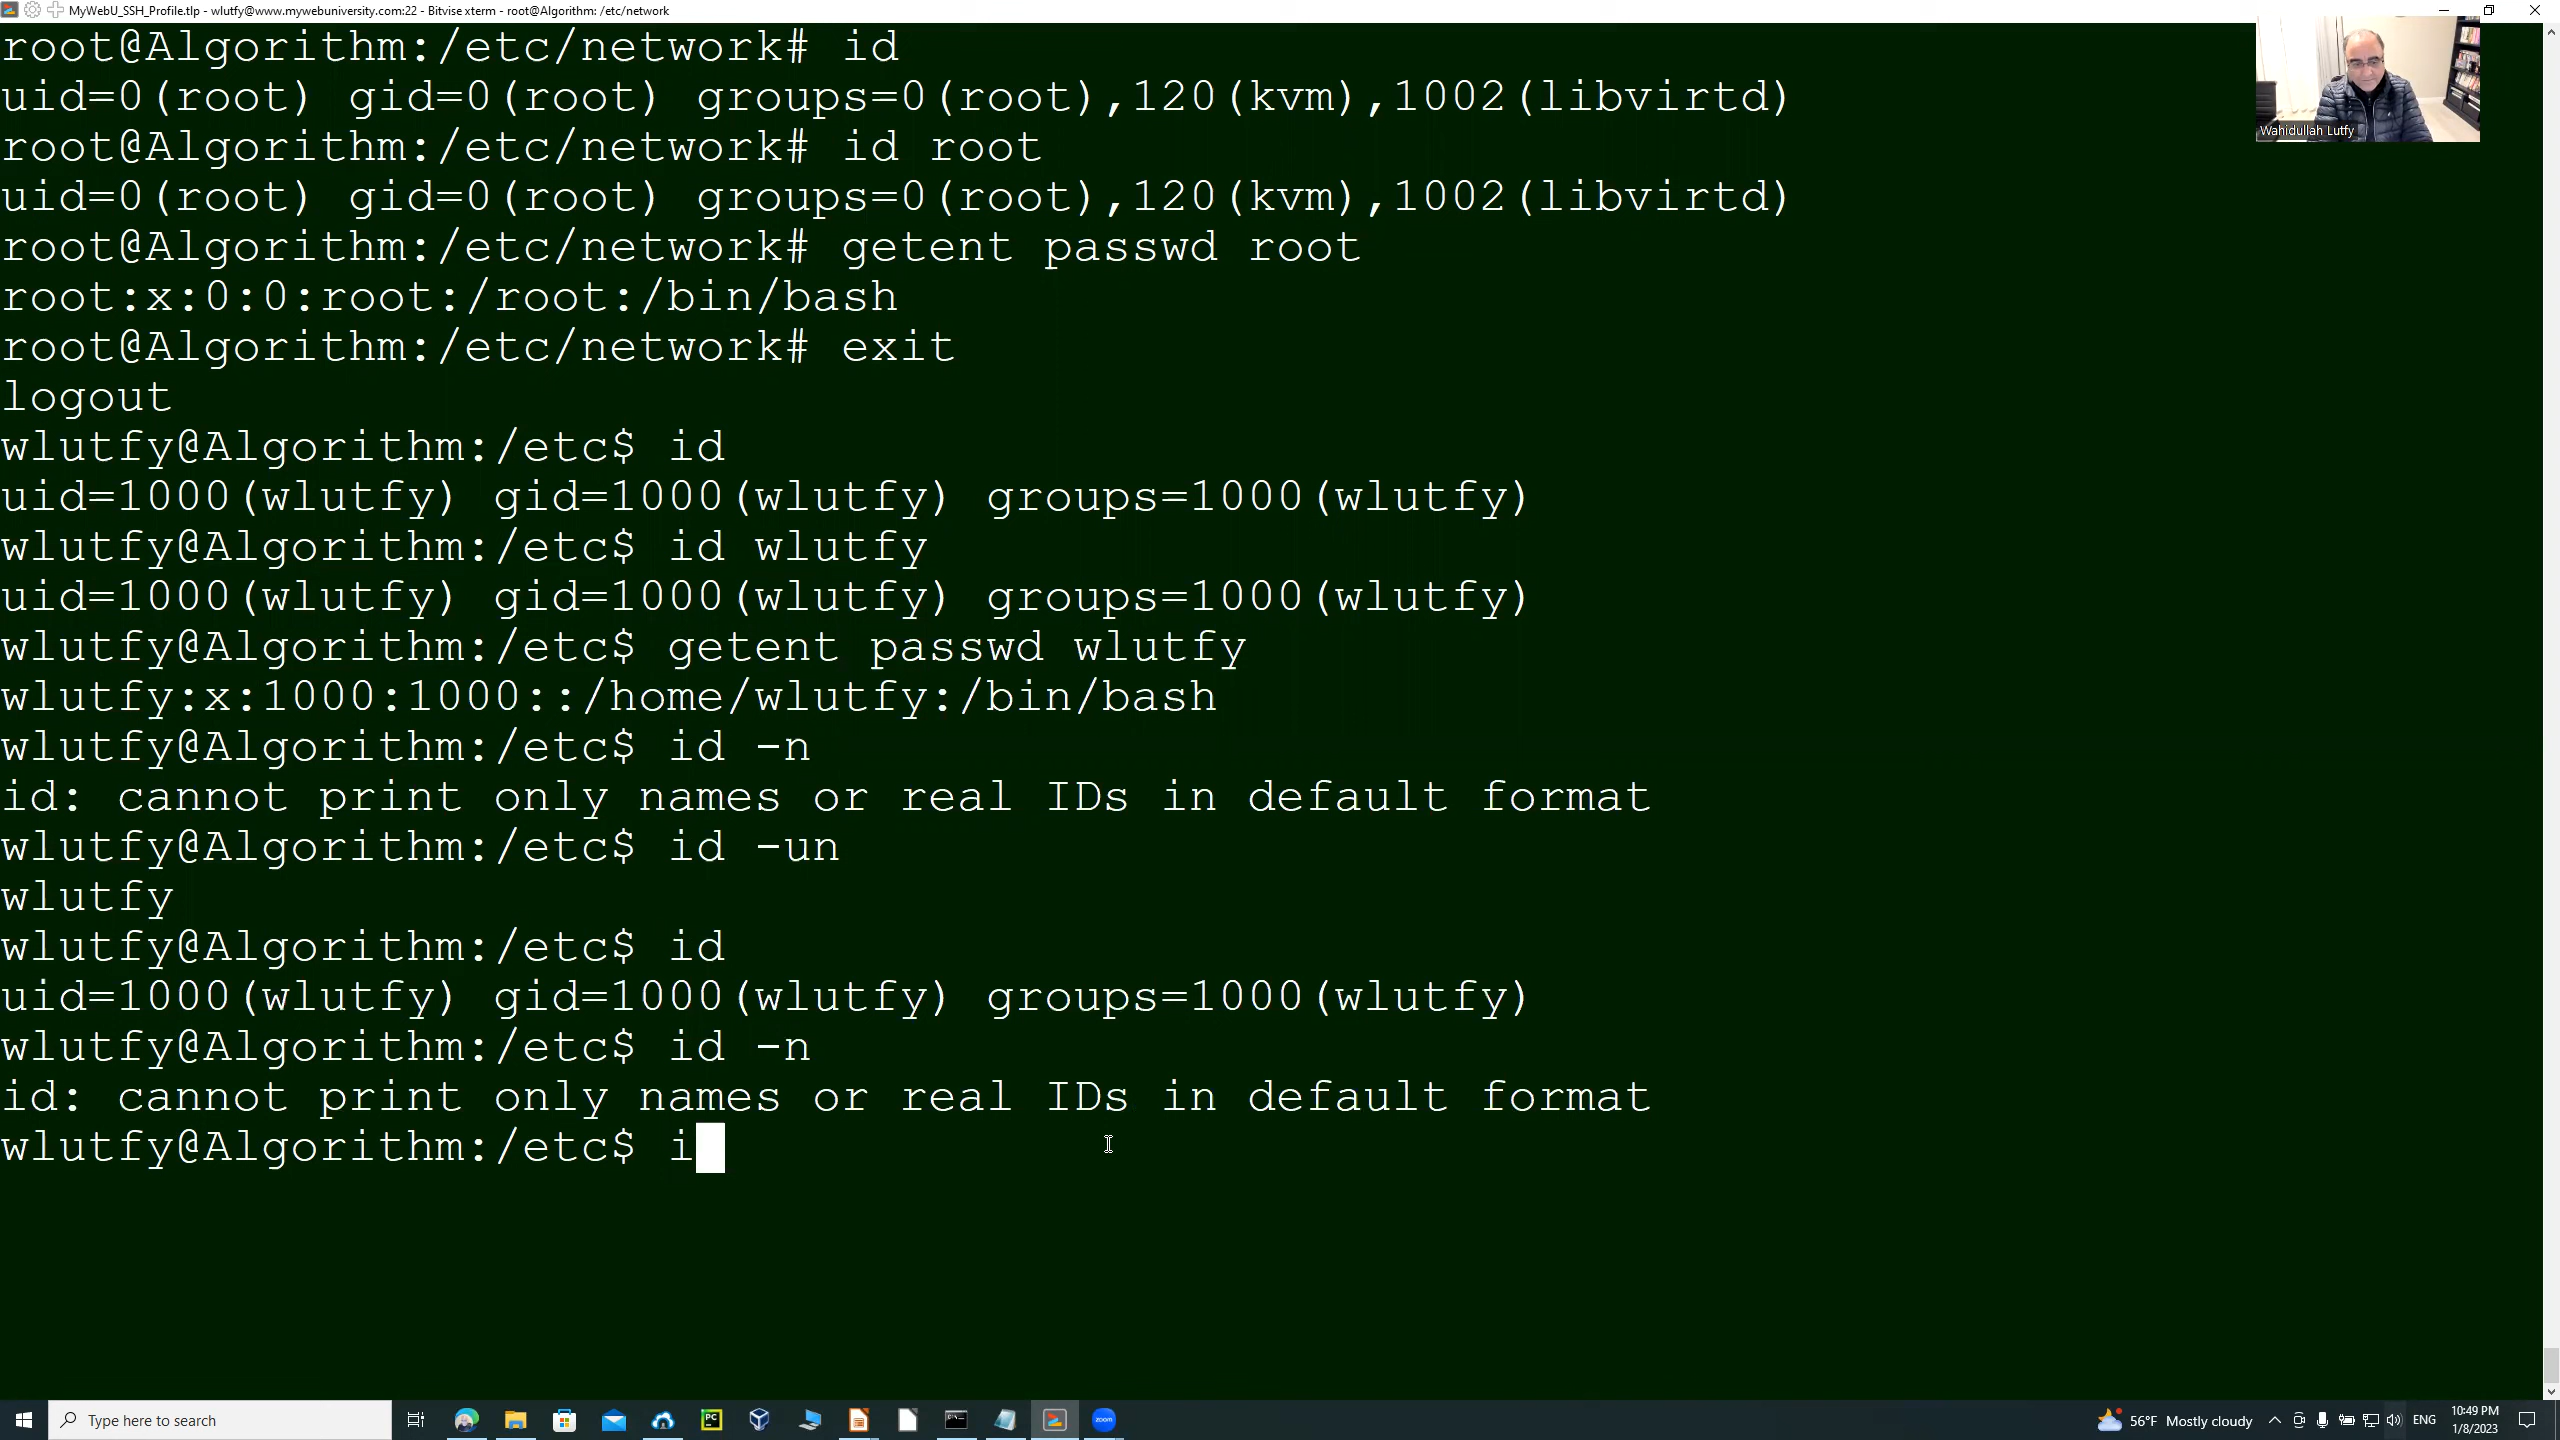 MyWebU_SSH_Profile.tlp - wlutfy@www.mywebuniversity.com:22 - Bitvise xterm - root@Algorithm: /etc/network
root@Algorithm:/etc/network# id
uid=0(root) gid=0(root) groups=0(root),120(kvm),1002(libvirtd)
root@Algorithm:/etc/network# id root
uid=0(root) gid=0(root) groups=0(root),120(kvm),1002(libvirtd)
root@Algorithm:/etc/network# getent passwd root
root:x:0:0:root:/root:/bin/bash
root@Algorithm:/etc/network# exit
logout
wlutfy@Algorithm:/etc$ id
uid=1000(wlutfy) gid=1000(wlutfy) groups=1000(wlutfy)
wlutfy@Algorithm:/etc$ id wlutfy
uid=1000(wlutfy) gid=1000(wlutfy) groups=1000(wlutfy)
wlutfy@Algorithm:/etc$ getent passwd wlutfy
wlutfy:x:1000:1000::/home/wlutfy:/bin/bash
wlutfy@Algorithm:/etc$ id -n
id: cannot print only names or real IDs in default format
wlutfy@Algorithm:/etc$ id -un
wlutfy
wlutfy@Algorithm:/etc$ id
uid=1000(wlutfy) gid=1000(wlutfy) groups=1000(wlutfy)
wlutfy@Algorithm:/etc$ id -n
id: cannot print only names or real IDs in default format
wlutfy@Algorithm:/etc$ i
Wahidullah Lutfy
Type here to search
PC
zoom
56°F Mostly cloudy
ENG
10:49 PM
1/8/2023